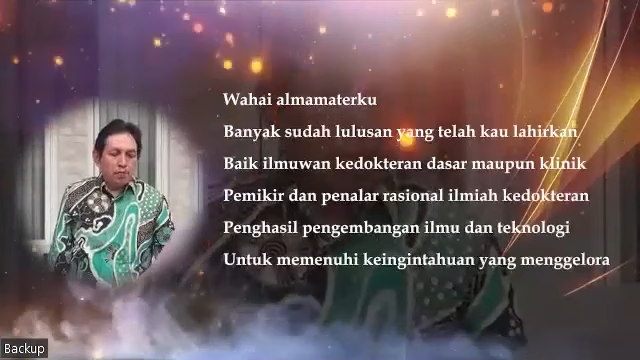 Wahai almamaterku
Banyak sudah lulusan yang telah kau lahirkan
Baik ilmuwan kedokteran dasar maupun klinik
Pemikir dan penalar rasional ilmiah kedokteran
Penghasil pengembangan ilmu dan teknologi
Untuk memenuhi keingintahuan yang menggelora
Backup